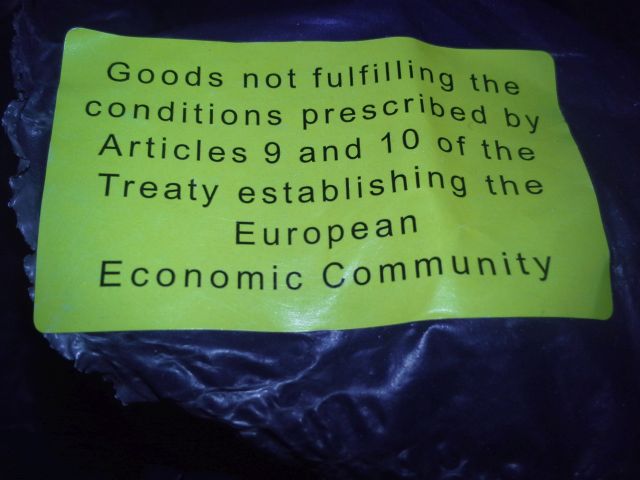 Goods not fulfilling the
conditions prescribed by
Articles 9 and 10 of the
Treaty establishing the
European
Economic Community